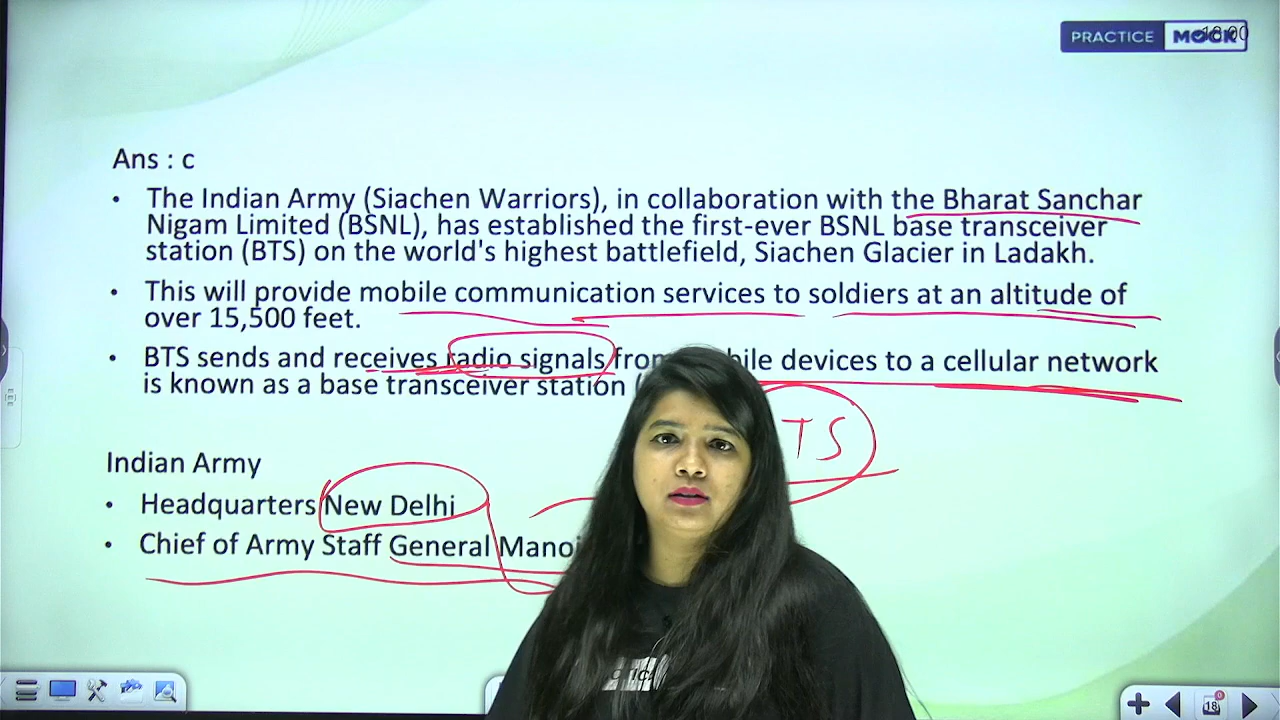 PRACTICE MOCK
18:00
Ans : c
• The Indian Army (Siachen Warriors), in collaboration with the Bharat Sanchar
Nigam Limited (BSNL), has established the first-ever BSNL base transceiver
station (BTS) on the world's highest battlefield, Siachen Glacier in Ladakh.
• This will provide mobile communication services to soldiers at an altitude of
over 15,500 feet.
• BTS sends and receives radio signals from mobile devices to a cellular network
is known as a base transceiver station (
TS
Indian Army
• Headquarters New Delhi
• Chief of Army Staff General Manoj
18